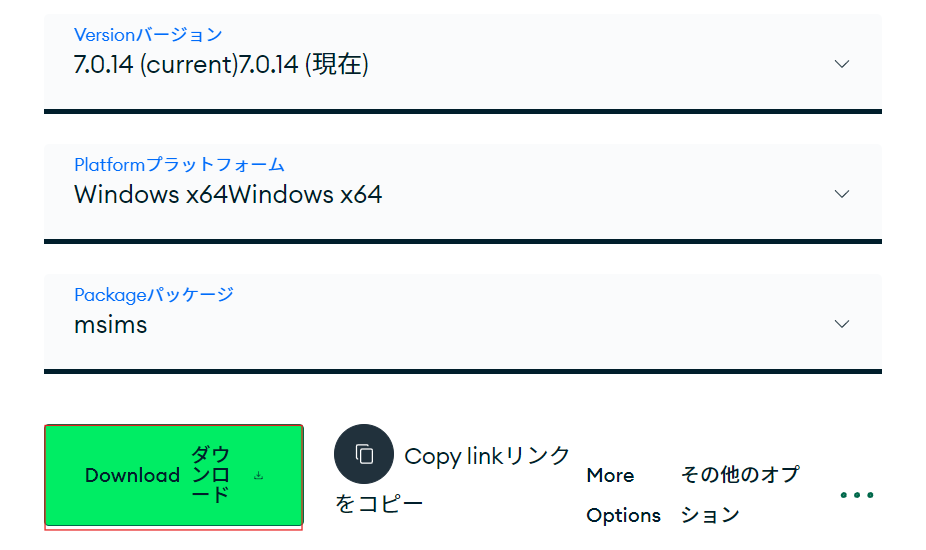 Versionバージョン
7.0.14 (current)7.0.14 (現在)
Platformプラットフォーム
Windows x64Windows x64
Packageパッケージ
msims
Download ダウンロード
Copy linkリンク
をコピー
More その他のオプ
Options ション